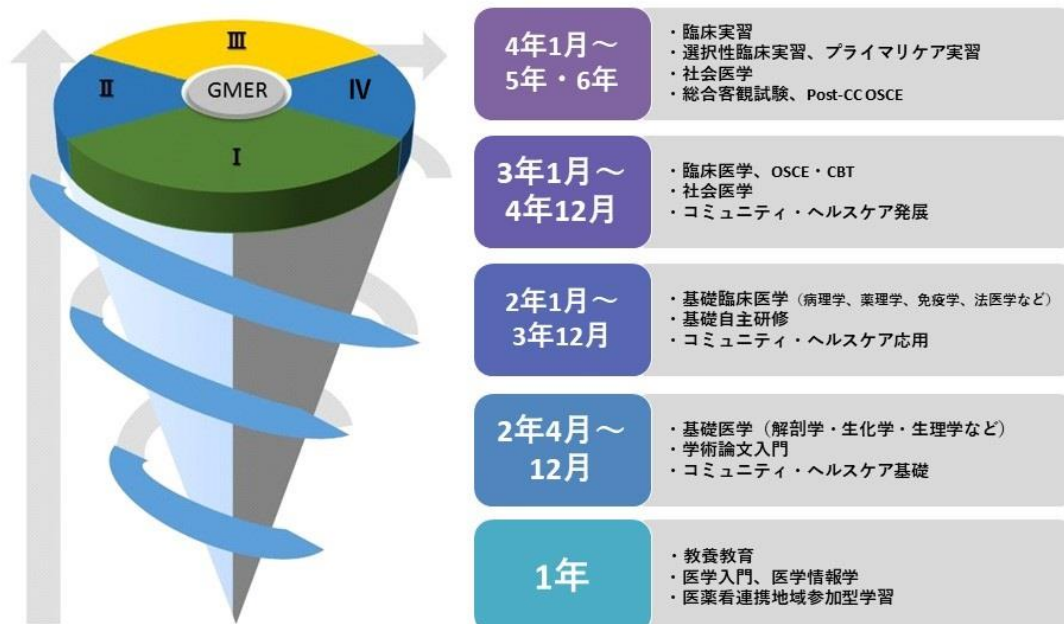 III
II
GMER
IV
I
4年1月～
5年・6年
・臨床実習
・選択性臨床実習、プライマリケア実習
・社会医学
・総合客観試験、Post-CC OSCE
3年1月～
4年12月
・臨床医学、OSCE・CBT
・社会医学
・コミュニティ・ヘルスケア発展
2年1月～
3年12月
・基礎臨床医学（病理学、薬理学、免疫学、法医学など）
・基礎自主研修
・コミュニティ・ヘルスケア応用
2年4月～
12月
・基礎医学（解剖学・生化学・生理学など）
・学術論文入門
・コミュニティ・ヘルスケア基礎
1年
・教養教育
・医学入門、医学情報学
・医薬看連携地域参加型学習